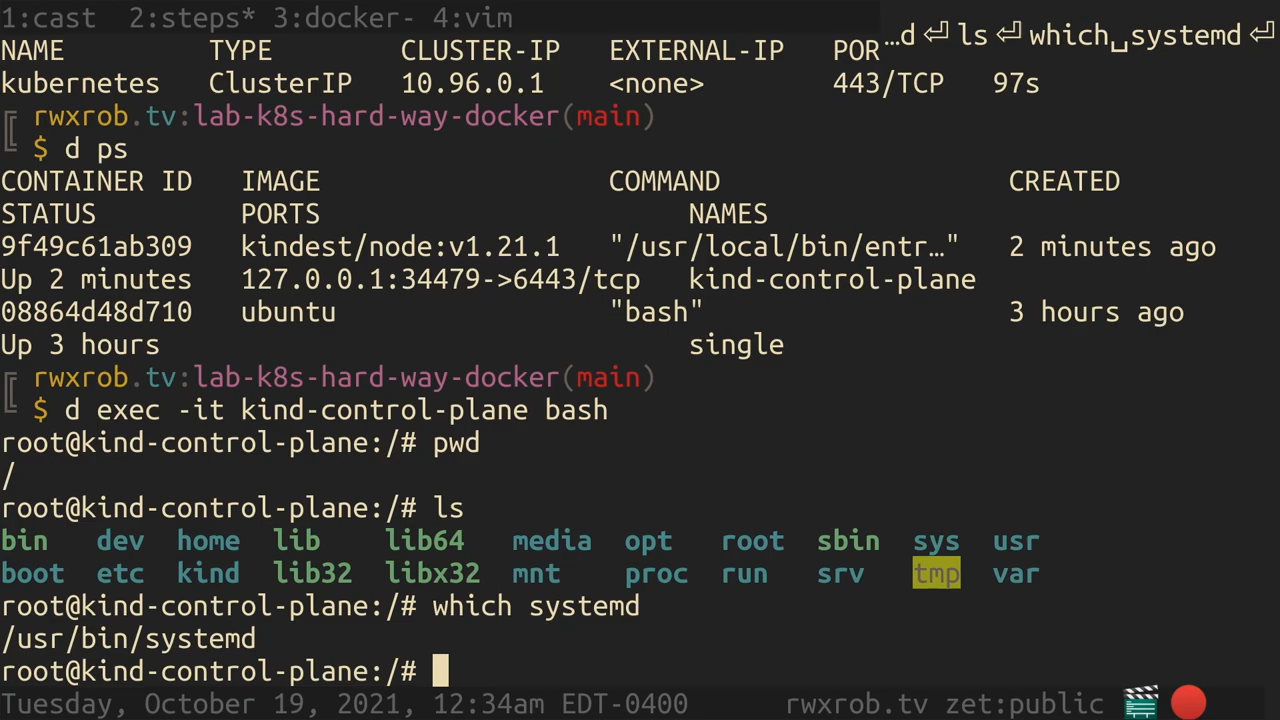 1:cast  2:steps* 3:docker- 4:vim
…d ⏎ ls ⏎ which␣systemd ⏎
NAME         TYPE        CLUSTER-IP   EXTERNAL-IP   POR
kubernetes   ClusterIP   10.96.0.1    <none>        443/TCP   97s
╔ rwxrob.tv:lab-k8s-hard-way-docker(main)
╚ $ d ps
CONTAINER ID   IMAGE                  COMMAND                  CREATED
STATUS         PORTS                       NAMES
9f49c61ab309   kindest/node:v1.21.1   "/usr/local/bin/entr…"   2 minutes ago
Up 2 minutes   127.0.0.1:34479->6443/tcp   kind-control-plane
08864d48d710   ubuntu                 "bash"                   3 hours ago
Up 3 hours                                 single
╔ rwxrob.tv:lab-k8s-hard-way-docker(main)
╚ $ d exec -it kind-control-plane bash
root@kind-control-plane:/# pwd
/
root@kind-control-plane:/# ls
bin   dev  home  lib    lib64   media  opt   root  sbin  sys  usr
boot  etc  kind  lib32  libx32  mnt    proc  run   srv   tmp  var
root@kind-control-plane:/# which systemd
/usr/bin/systemd
root@kind-control-plane:/#
Tuesday, October 19, 2021, 12:34am EDT-0400      rwxrob.tv zet:public 🎬 🔴